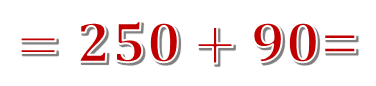 = 250 + 90=